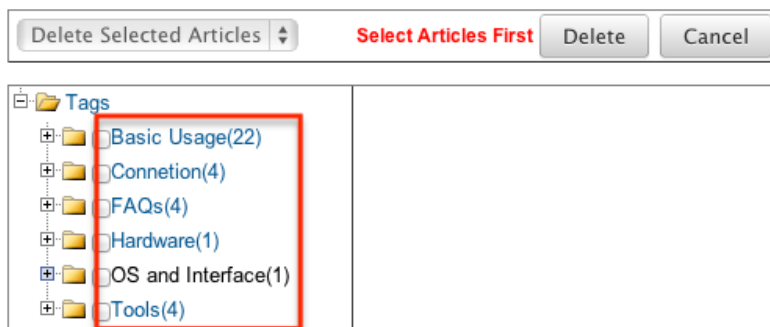 Delete Selected Articles Select Articles First Delete Cancel
Tags
Basic Usage(22)
Connetion(4)
FAQs(4)
Hardware(1)
OS and Interface(1)
Tools(4)